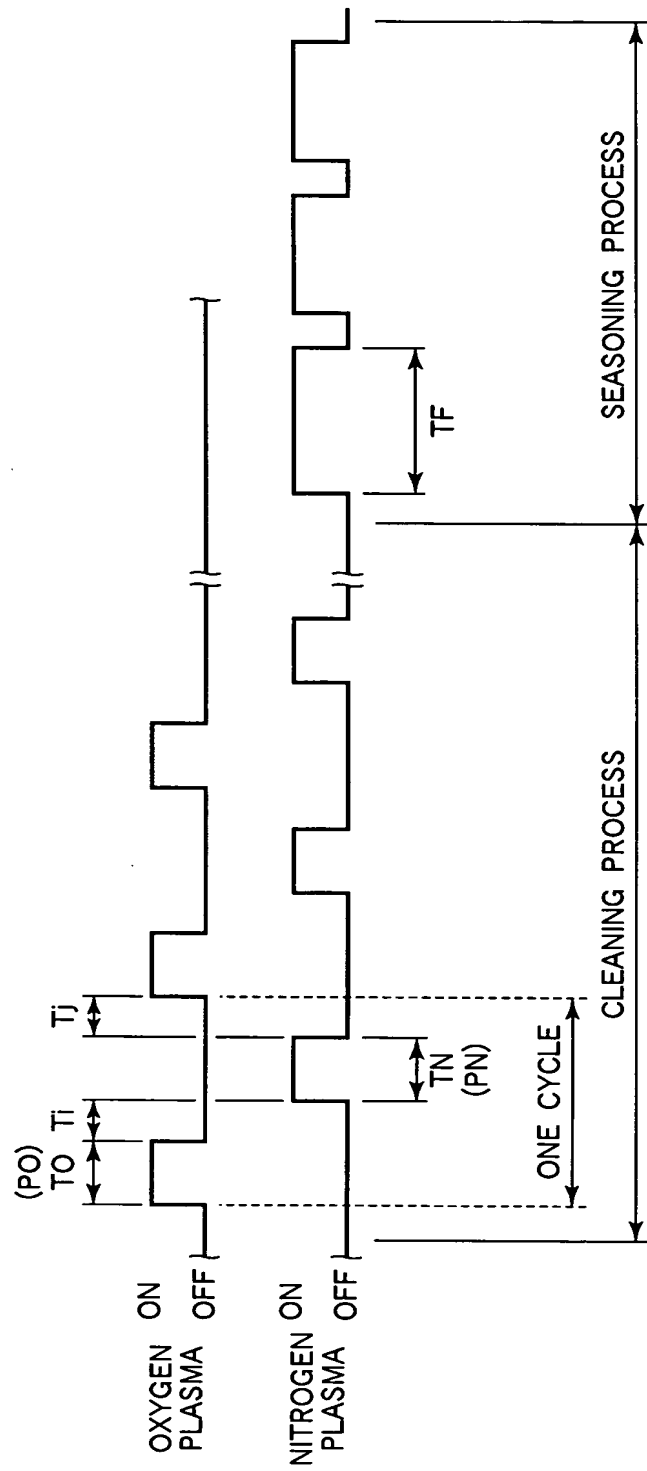 (PO)
TO
Ti
Tj
OXYGEN
PLASMA
ON
OFF
NITROGEN
PLASMA
ON
OFF
TN
(PN)
TF
ONE CYCLE
CLEANING PROCESS
SEASONING PROCESS